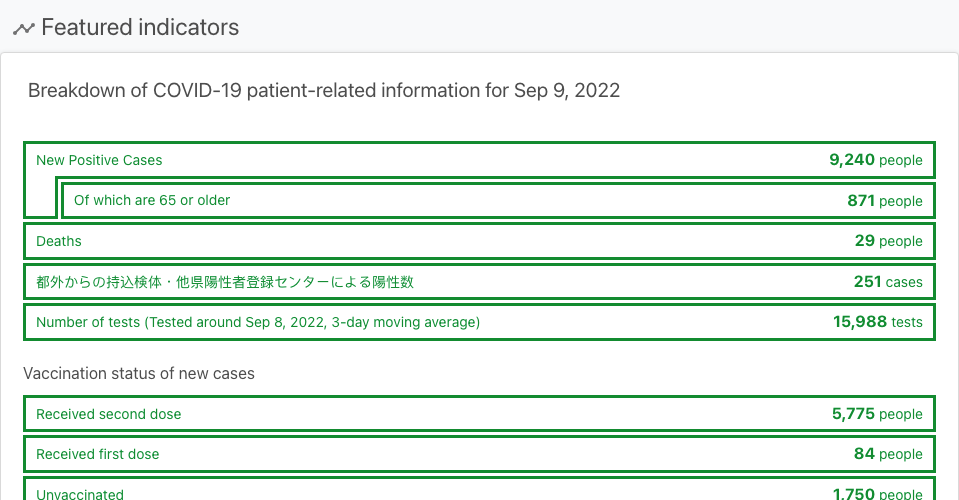 Featured indicators
Breakdown of COVID-19 patient-related information for Sep 9, 2022
New Positive Cases 9,240 people
Of which are 65 or older 871 people
Deaths 29 people
都外からの持込検体・他県陽性者登録センターによる陽性数 251 cases
Number of tests (Tested around Sep 8, 2022, 3-day moving average) 15,988 tests
Vaccination status of new cases
Received second dose 5,775 people
Received first dose 84 people
Unvaccinated 1,750 people